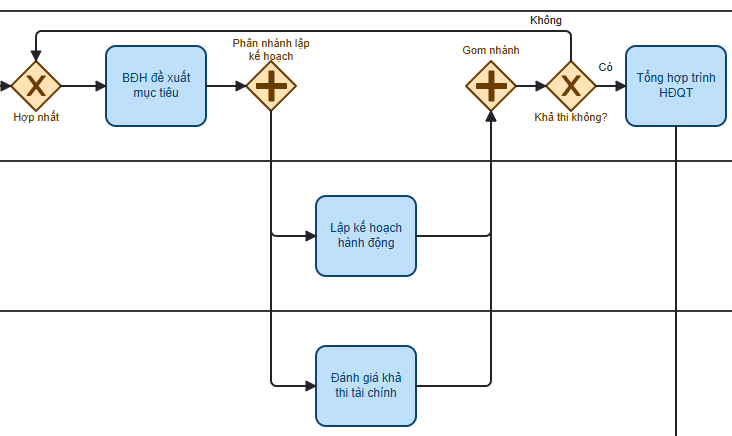 Không
Phân nhánh lập
kế hoạch
Gom nhánh
BĐH đề xuất
mục tiêu
Có
Tổng hợp trình
HĐQT
Hợp nhất
Khả thi không?
Lập kế hoạch
hành động
Đánh giá khả
thi tài chính